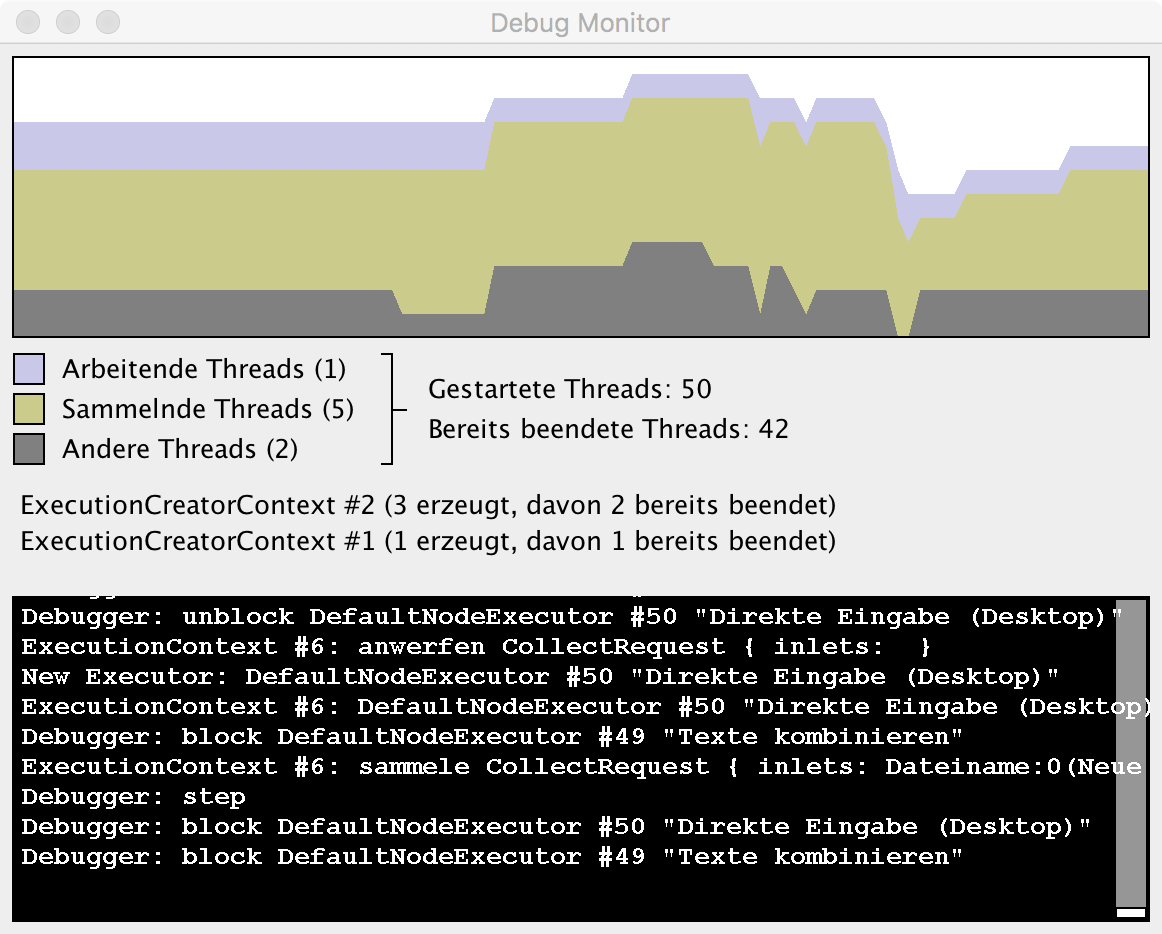 Debug Monitor
Arbeitende Threads (1)
Sammelnde Threads (5)
Andere Threads (2)
Gestartete Threads: 50
Bereits beendete Threads: 42
ExecutionCreatorContext #2 (3 erzeugt, davon 2 bereits beendet)
ExecutionCreatorContext #1 (1 erzeugt, davon 1 bereits beendet)
Debugger: unblock DefaultNodeExecutor #50 "Direkte Eingabe (Desktop)"
ExecutionContext #6: anwerfen CollectRequest { inlets:  }
New Executor: DefaultNodeExecutor #50 "Direkte Eingabe (Desktop)"
ExecutionContext #6: DefaultNodeExecutor #50 "Direkte Eingabe (Desktop)
Debugger: block DefaultNodeExecutor #49 "Texte kombinieren"
ExecutionContext #6: sammele CollectRequest { inlets: Dateiname:0(Neue
Debugger: step
Debugger: block DefaultNodeExecutor #50 "Direkte Eingabe (Desktop)"
Debugger: block DefaultNodeExecutor #49 "Texte kombinieren"